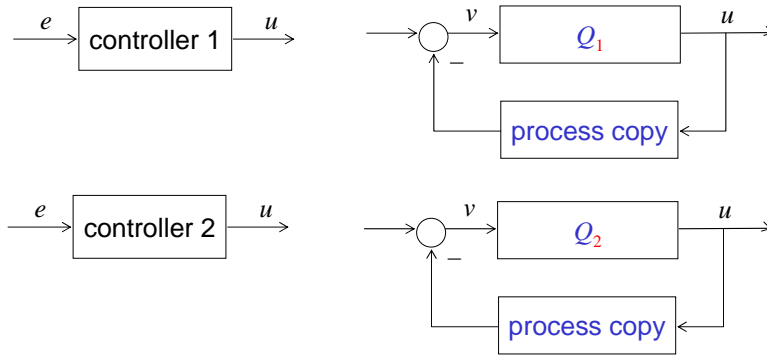 e controller 1 u
v Q₁ u
−
process copy
e controller 2 u
v Q₂ u
−
process copy